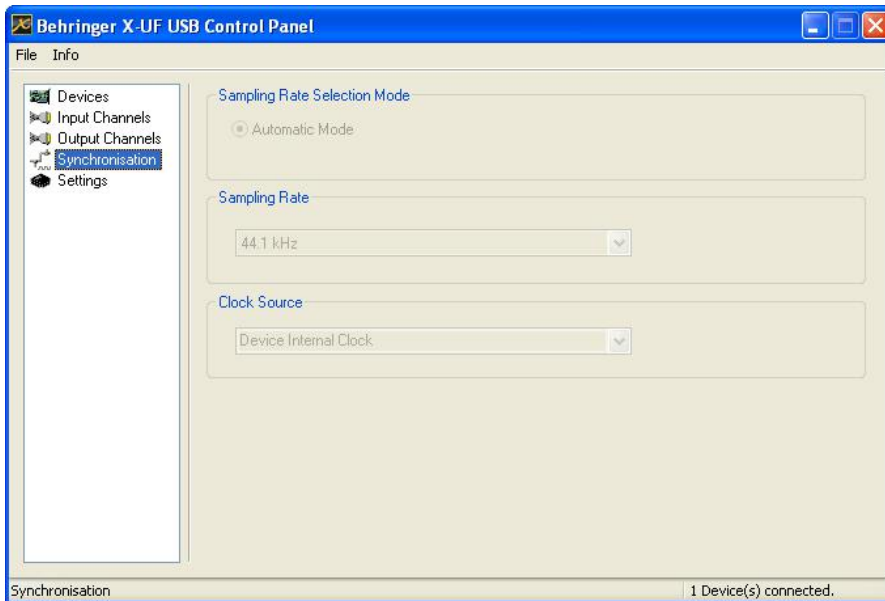 Behringer X-UF USB Control Panel
File Info
Devices
Input Channels
Output Channels
Synchronisation
Settings
Sampling Rate Selection Mode
Automatic Mode
Sampling Rate
44.1 kHz
Clock Source
Device Internal Clock
Synchronisation
1 Device(s) connected.